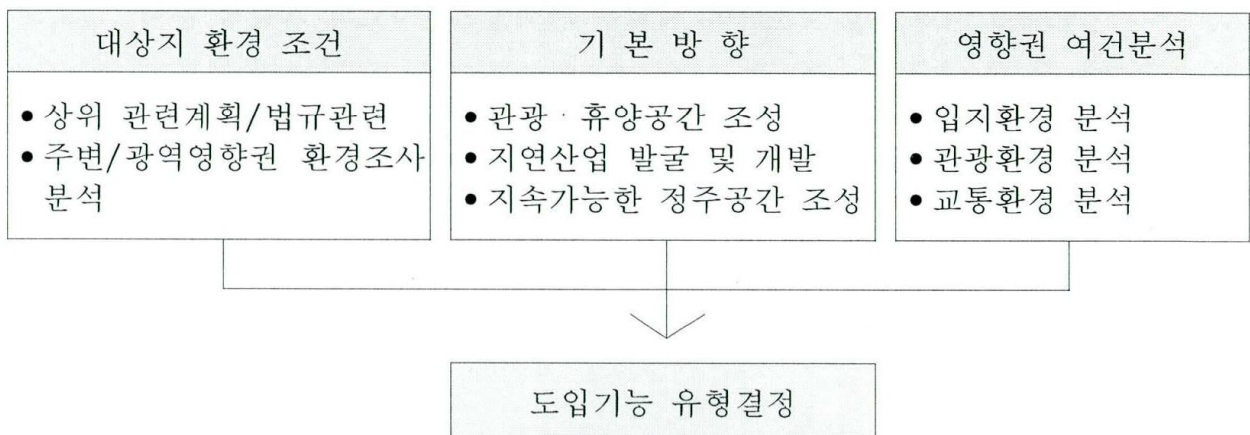 대상지 환경 조건
• 상위 관련계획/법규관련
• 주변/광역영향권 환경조사
분석
기 본 방 향
• 관광 · 휴양공간 조성
• 지연산업 발굴 및 개발
• 지속가능한 정주공간 조성
영향권 여건분석
• 입지환경 분석
• 관광환경 분석
• 교통환경 분석
도입기능 유형결정